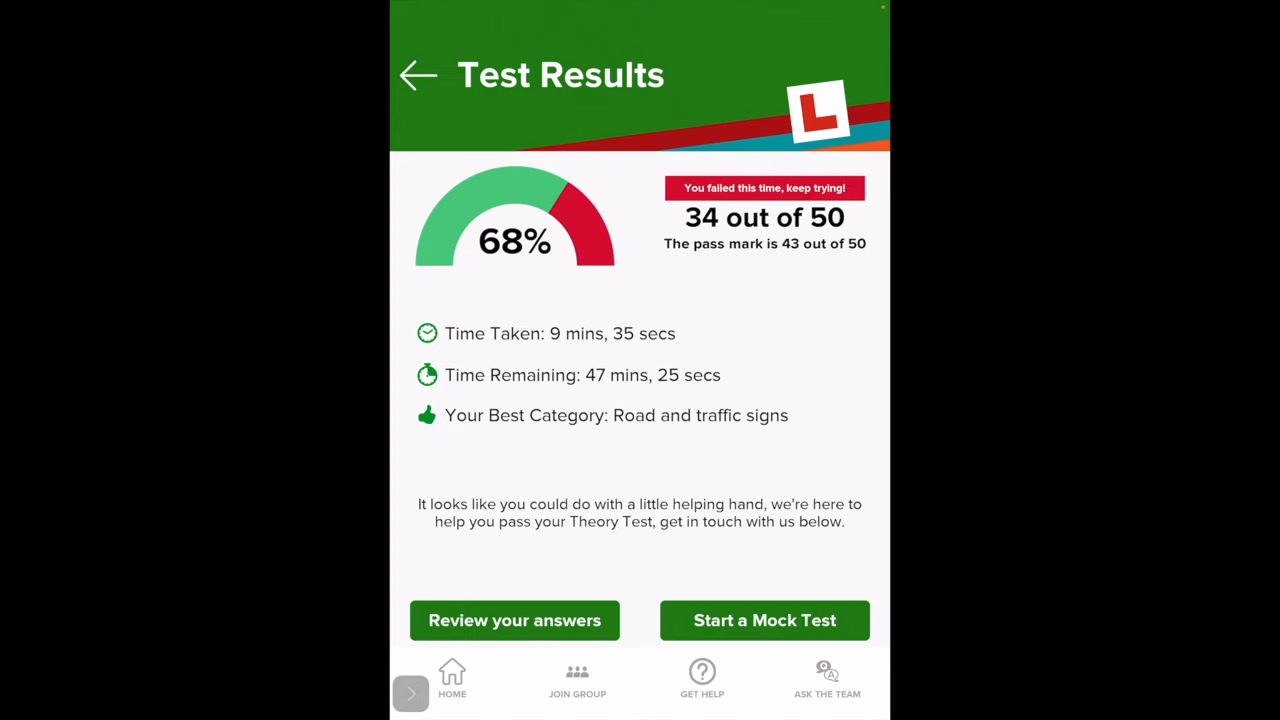 Test Results
L
You failed this time, keep trying!
68%
34 out of 50
The pass mark is 43 out of 50
Time Taken: 9 mins, 35 secs
Time Remaining: 47 mins, 25 secs
Your Best Category: Road and traffic signs
It looks like you could do with a little helping hand, we're here to
help you pass your Theory Test, get in touch with us below.
Review your answers
Start a Mock Test
HOME
JOIN GROUP
GET HELP
ASK THE TEAM